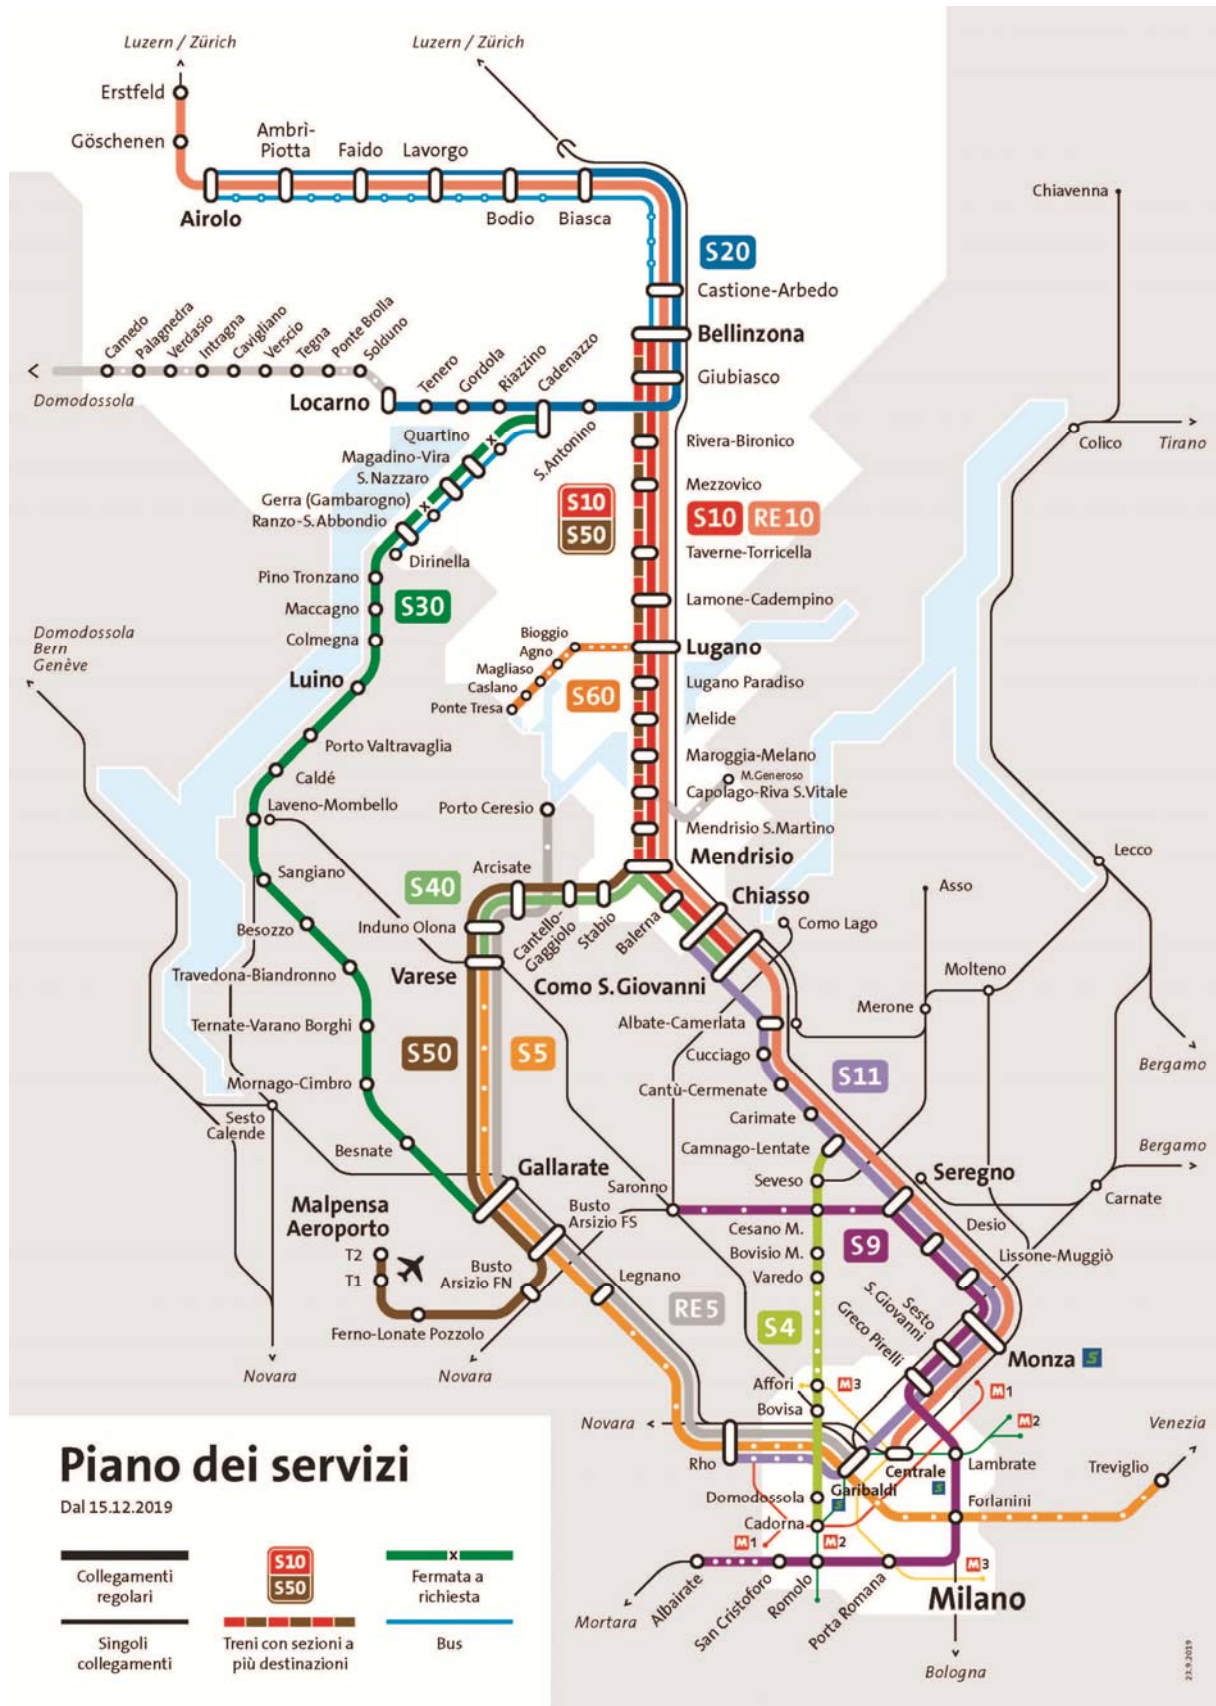 Luzern / Zürich
Luzern / Zürich
Erstfeld
Göschenen
Ambrì-
Piotta
Faido
Lavorgo
Airolo
Bodio
Biasca
Chiavenna
S20
Castione-Arbedo
Bellinzona
Giubiasco
Camedo
Palagnedra
Verdasio
Intragna
Cavigliano
Verscio
Tegna
Ponte Brolla
Solduno
Domodossola
Locarno
Tenero
Gordola
Riazzino
Cadenazzo
S.Antonino
Colico
Tirano
Quartino
Magadino-Vira
S.Nazzaro
Gerra (Gambarogno)
Ranzo-S.Abbondio
x
x
Dirinella
Rivera-Bironico
Mezzovico
S10
S50
S10
RE10
Taverne-Torricella
Pino Tronzano
Maccagno
Colmegna
S30
Lamone-Cadempino
Domodossola
Bern
Genève
Luino
Bioggio
Agno
Magliaso
Caslano
Ponte Tresa
S60
Lugano
Lugano Paradiso
Melide
Maroggia-Melano
M.Generoso
Capolago-Riva S.Vitale
Mendrisio S.Martino
Mendrisio
Porto Valtravaglia
Caldé
Laveno-Mombello
Porto Ceresio
Lecco
Sangiano
Arcisate
S40
Chiasso
Asso
Besozzo
Induno Olona
Cantello-
Gaggiolo
Stabio
Balerna
Como Lago
Travedona-Biandronno
Varese
Como S.Giovanni
Molteno
Merone
Ternate-Varano Borghi
Albate-Camerlata
S50
S5
Cucciago
S11
Bergamo
Mornago-Cimbro
Cantù-Cermenate
Sesto
Calende
Carimate
Besnate
Camnago-Lentate
Bergamo
Gallarate
Seveso
Seregno
Carnate
Malpensa
Aeroporto
Saronno
Busto
Arsizio FS
Cesano M.
Desio
T2
T1
Busto
Arsizio FN
Bovisio M.
S9
Lissone-Muggiò
Legnano
Varedo
RE5
S4
Sesto
S.Giovanni
Greco Pirelli
Ferno-Lonate Pozzolo
Monza S
Novara
Novara
Affori
M3
M1
Bovisa
Novara
M2
Venezia
Rho
Centrale
S
Garibaldi
S
Lambrate
Treviglio
Domodossola
Forlanini
Cadorna
M1
M2
M3
Albairate
San Cristoforo
Romolo
Porta Romana
Milano
Mortara
Bologna
Piano dei servizi
Dal 15.12.2019
Collegamenti
regolari
S10
S50
x
Fermata a
richiesta
Singoli
collegamenti
Treni con sezioni a
più destinazioni
Bus
23.9.2019